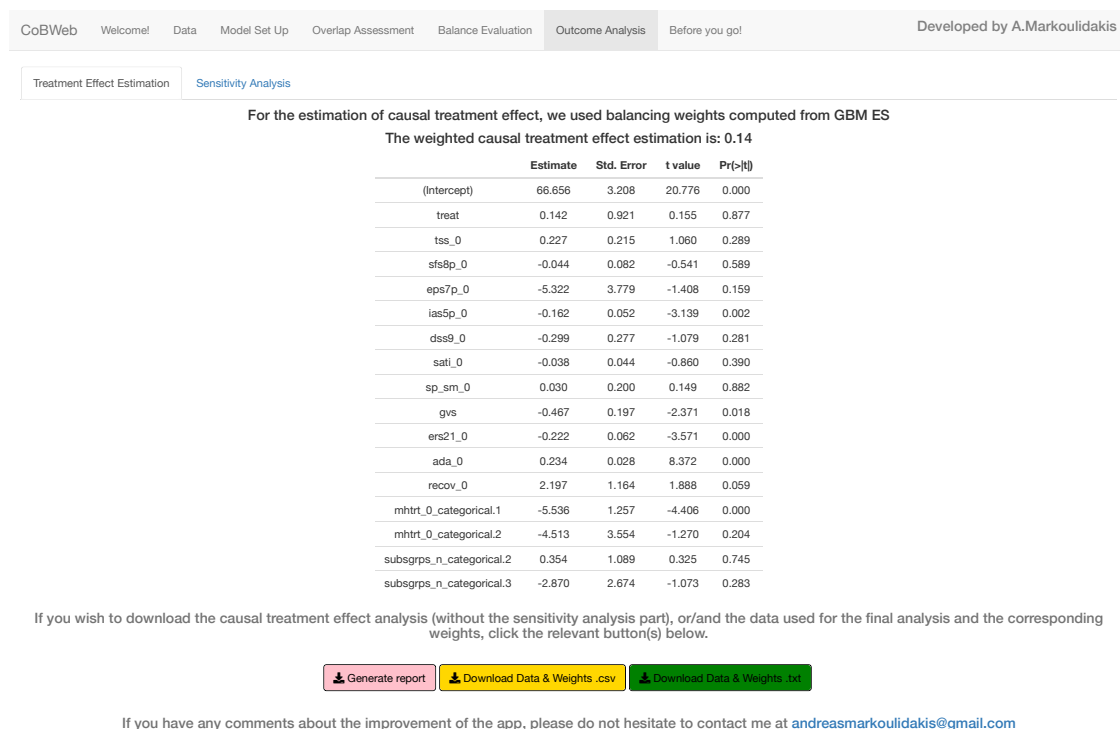 CoBWeb Welcome! Data Model Set Up Overlap Assessment Balance Evaluation Outcome Analysis Before you go! Developed by A.Markoulidakis
Treatment Effect Estimation Sensitivity Analysis
For the estimation of causal treatment effect, we used balancing weights computed from GBM ES
The weighted causal treatment effect estimation is: 0.14
Estimate Std. Error t value Pr(>|t|)
(Intercept) 66.656 3.208 20.776 0.000
treat 0.142 0.921 0.155 0.877
tss_0 0.227 0.215 1.060 0.289
sfs8p_0 -0.044 0.082 -0.541 0.589
eps7p_0 -5.322 3.779 -1.408 0.159
ias5p_0 -0.162 0.052 -3.139 0.002
dss9_0 -0.299 0.277 -1.079 0.281
sati_0 -0.038 0.044 -0.860 0.390
sp_sm_0 0.030 0.200 0.149 0.882
gvs -0.467 0.197 -2.371 0.018
ers21_0 -0.222 0.062 -3.571 0.000
ada_0 0.234 0.028 8.372 0.000
recov_0 2.197 1.164 1.888 0.059
mhtrt_0_categorical.1 -5.536 1.257 -4.406 0.000
mhtrt_0_categorical.2 -4.513 3.554 -1.270 0.204
subsgrps_n_categorical.2 0.354 1.089 0.325 0.745
subsgrps_n_categorical.3 -2.870 2.674 -1.073 0.283
If you wish to download the causal treatment effect analysis (without the sensitivity analysis part), or/and the data used for the final analysis and the corresponding
weights, click the relevant button(s) below.
Generate report Download Data & Weights .csv Download Data & Weights .txt
If you have any comments about the improvement of the app, please do not hesitate to contact me at andreasmarkoulidakis@gmail.com